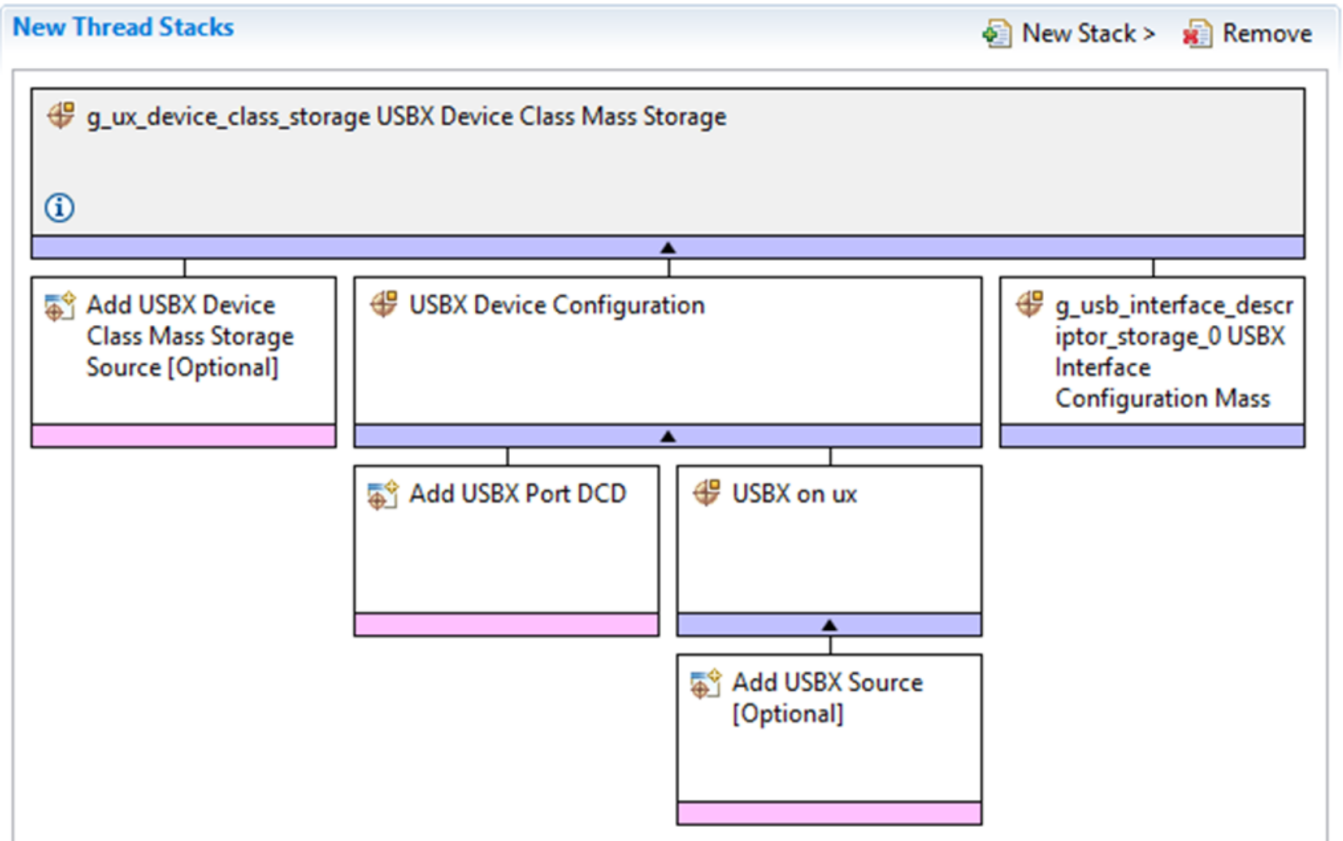 New Thread Stacks
New Stack >
Remove
g_ux_device_class_storage USBX Device Class Mass Storage
Add USBX Device
Class Mass Storage
Source [Optional]
USBX Device Configuration
g_usb_interface_descr
iptor_storage_0 USBX
Interface
Configuration Mass
Add USBX Port DCD
USBX on ux
Add USBX Source
[Optional]